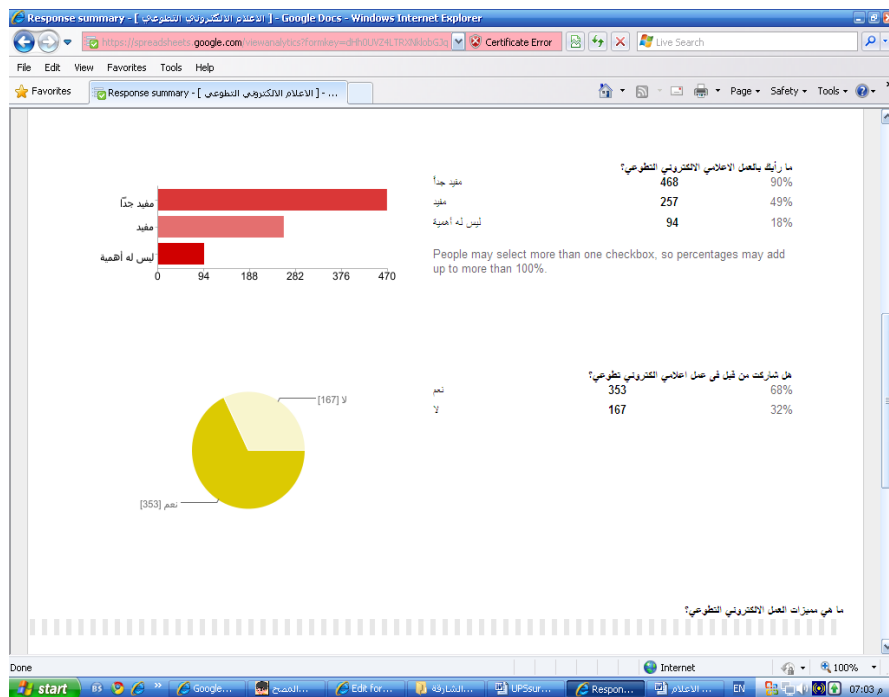 Response summary - [ الاعلام الالكتروني التطوعي ] - Google Docs - Windows Internet Explorer
https://spreadsheets.google.com/viewanalytics?formkey=
Certificate Error
Live Search
File Edit View Favorites Tools Help
Favorites
Response summary - [ الاعلام الالكتروني التطوعي ] - ...
Page Safety Tools
ما رأيك بالعمل الاعلامي الالكتروني التطوعي؟
مفيد جداً 468 90%
مفيد 257 49%
ليس له أهمية 94 18%
People may select more than one checkbox, so percentages may add
up to more than 100%.
مفيد جدًا
مفيد
ليس له أهمية
0 94 188 282 376 470
هل شاركت من قبل فى عمل اعلامي الكتروني تطوعي؟
نعم 353 68%
لا 167 32%
لا [167]
نعم [353]
ما هي مميزات العمل الالكتروني التطوعي؟
Done
Internet
100%
start
Google...
Edit for...
UPSsur...
Respon...
الاعلام ...
EN
07:03 م